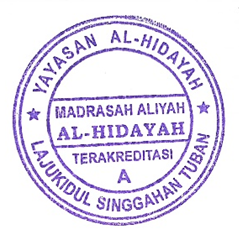 YAYASAN AL-HIDAYAH
MADRASAH ALIYAH
AL-HIDAYAH
TERAKREDITASI
A
LAJUKIDUL SINGGAHAN TUBAN